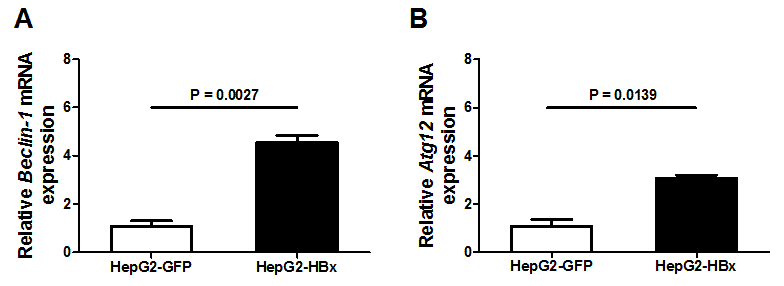 A
Relative Beclin-1 mRNA
expression
8
6
4
2
0
P = 0.0027
HepG2-GFP
HepG2-HBx
B
Relative Atg12 mRNA
expression
8
6
4
2
0
P = 0.0139
HepG2-GFP
HepG2-HBx